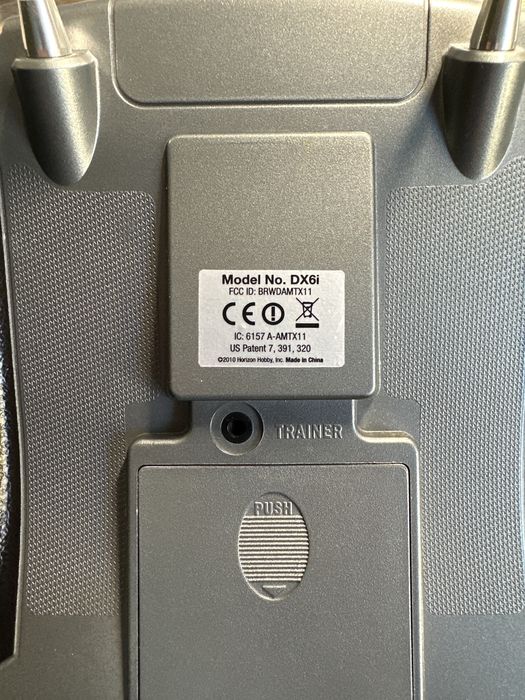 Model No. DX6i
FCC ID: BRWDAMTX11
CE
IC: 6157 A-AMTX11
US Patent 7, 391, 320
©2010 Horizon Hobby, Inc. Made in China
TRAINER
PUSH